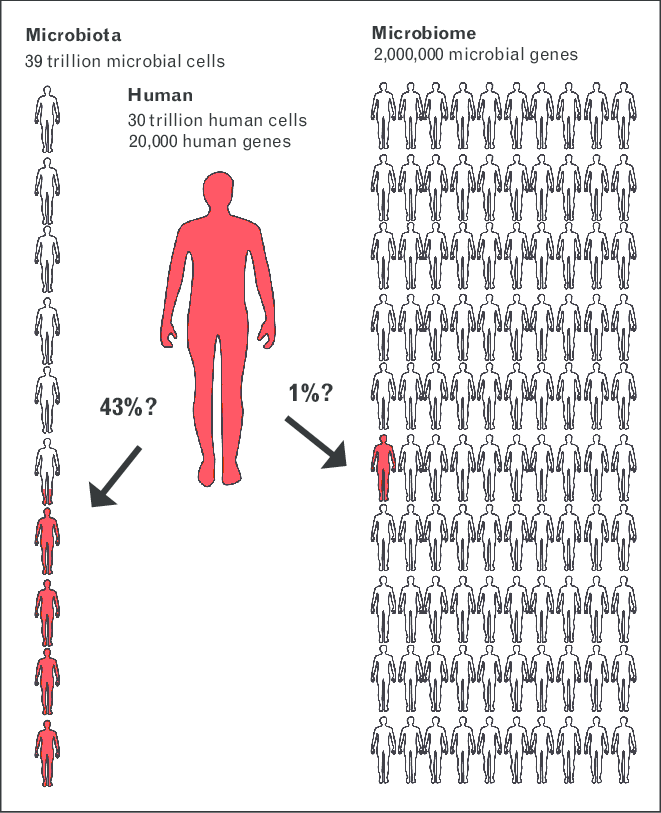 Microbiota
39 trillion microbial cells
Human
30 trillion human cells
20,000 human genes
Microbiome
2,000,000 microbial genes
43%?
1%?